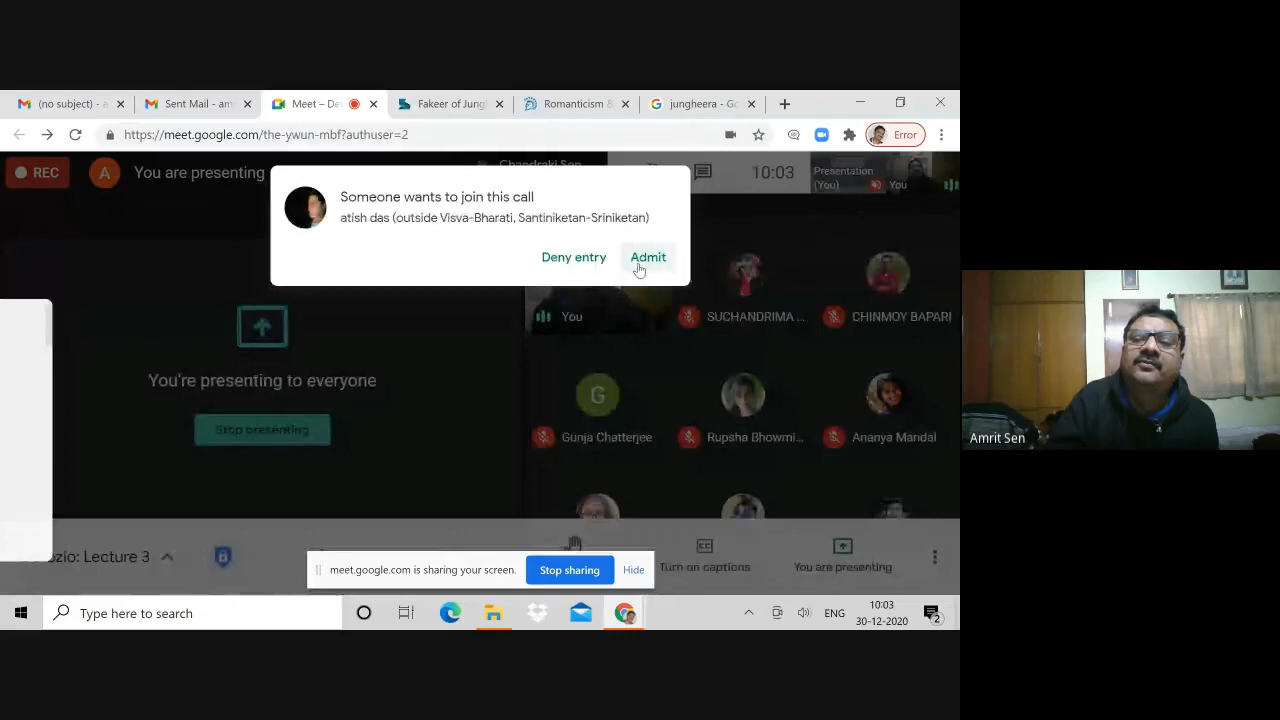 (no subject) - a
Sent Mail - am
Meet – De
Fakeer of Jung
Romanticism &
jungheera - Go
https://meet.google.com/the-ywun-mbf?authuser=2
Error
REC
A
You are presenting
Chandraki Sen
10:03
Presentation (You)
You
Someone wants to join this call
atish das (outside Visva-Bharati, Santiniketan-Sriniketan)
Deny entry
Admit
You
SUCHANDRIMA ...
CHINMOY BAPARI
You're presenting to everyone
Stop presenting
G
Gunja Chatterjee
Rupsha Bhowmi...
Ananya Mandal
Amrit Sen
ozio: Lecture 3
meet.google.com is sharing your screen.
Stop sharing
Hide
Turn on captions
You are presenting
Type here to search
ENG
10:03
30-12-2020
2